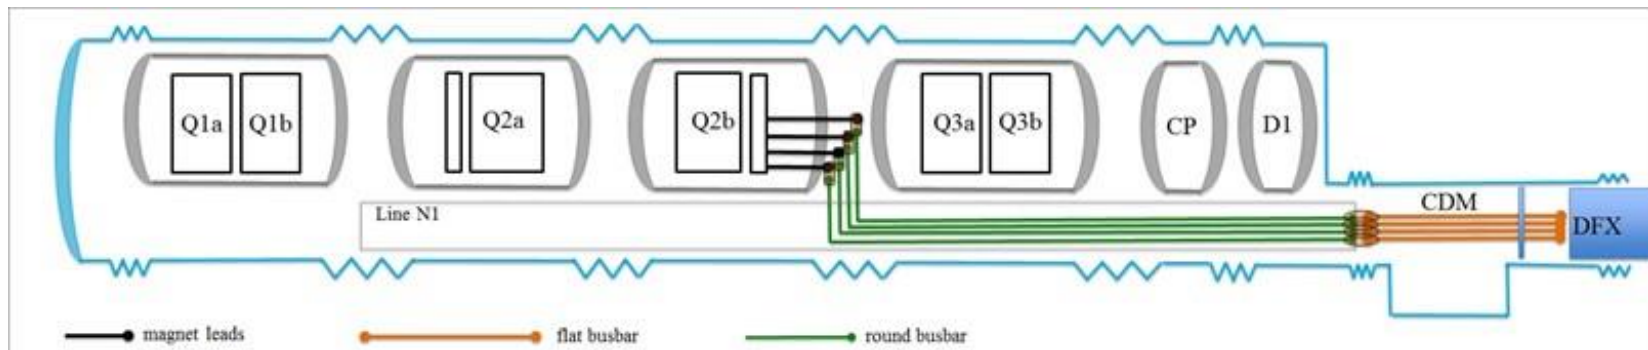 Q1a Q1b Q2a Q2b Q3a Q3b CP D1
Line N1 CDM
DFX
magnet leads flat busbar round busbar